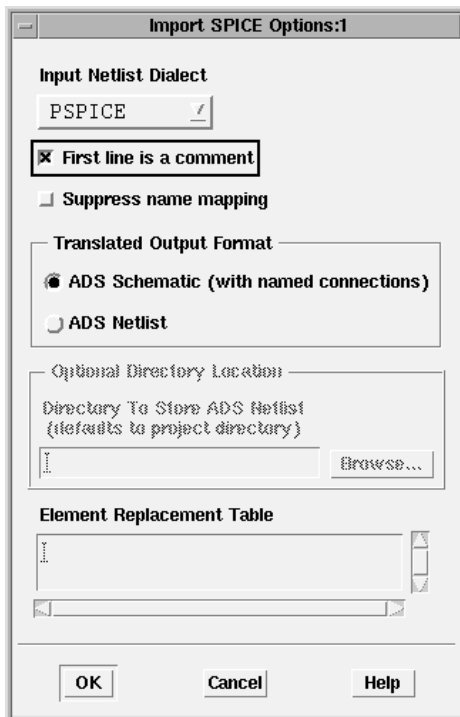 Import SPICE Options:1
Input Netlist Dialect
PSPICE
First line is a comment
Suppress name mapping
Translated Output Format
ADS Schematic (with named connections)
ADS Netlist
Optional Directory Location
Directory To Store ADS Netlist
(defaults to project directory)
Browse...
Element Replacement Table
OK Cancel Help